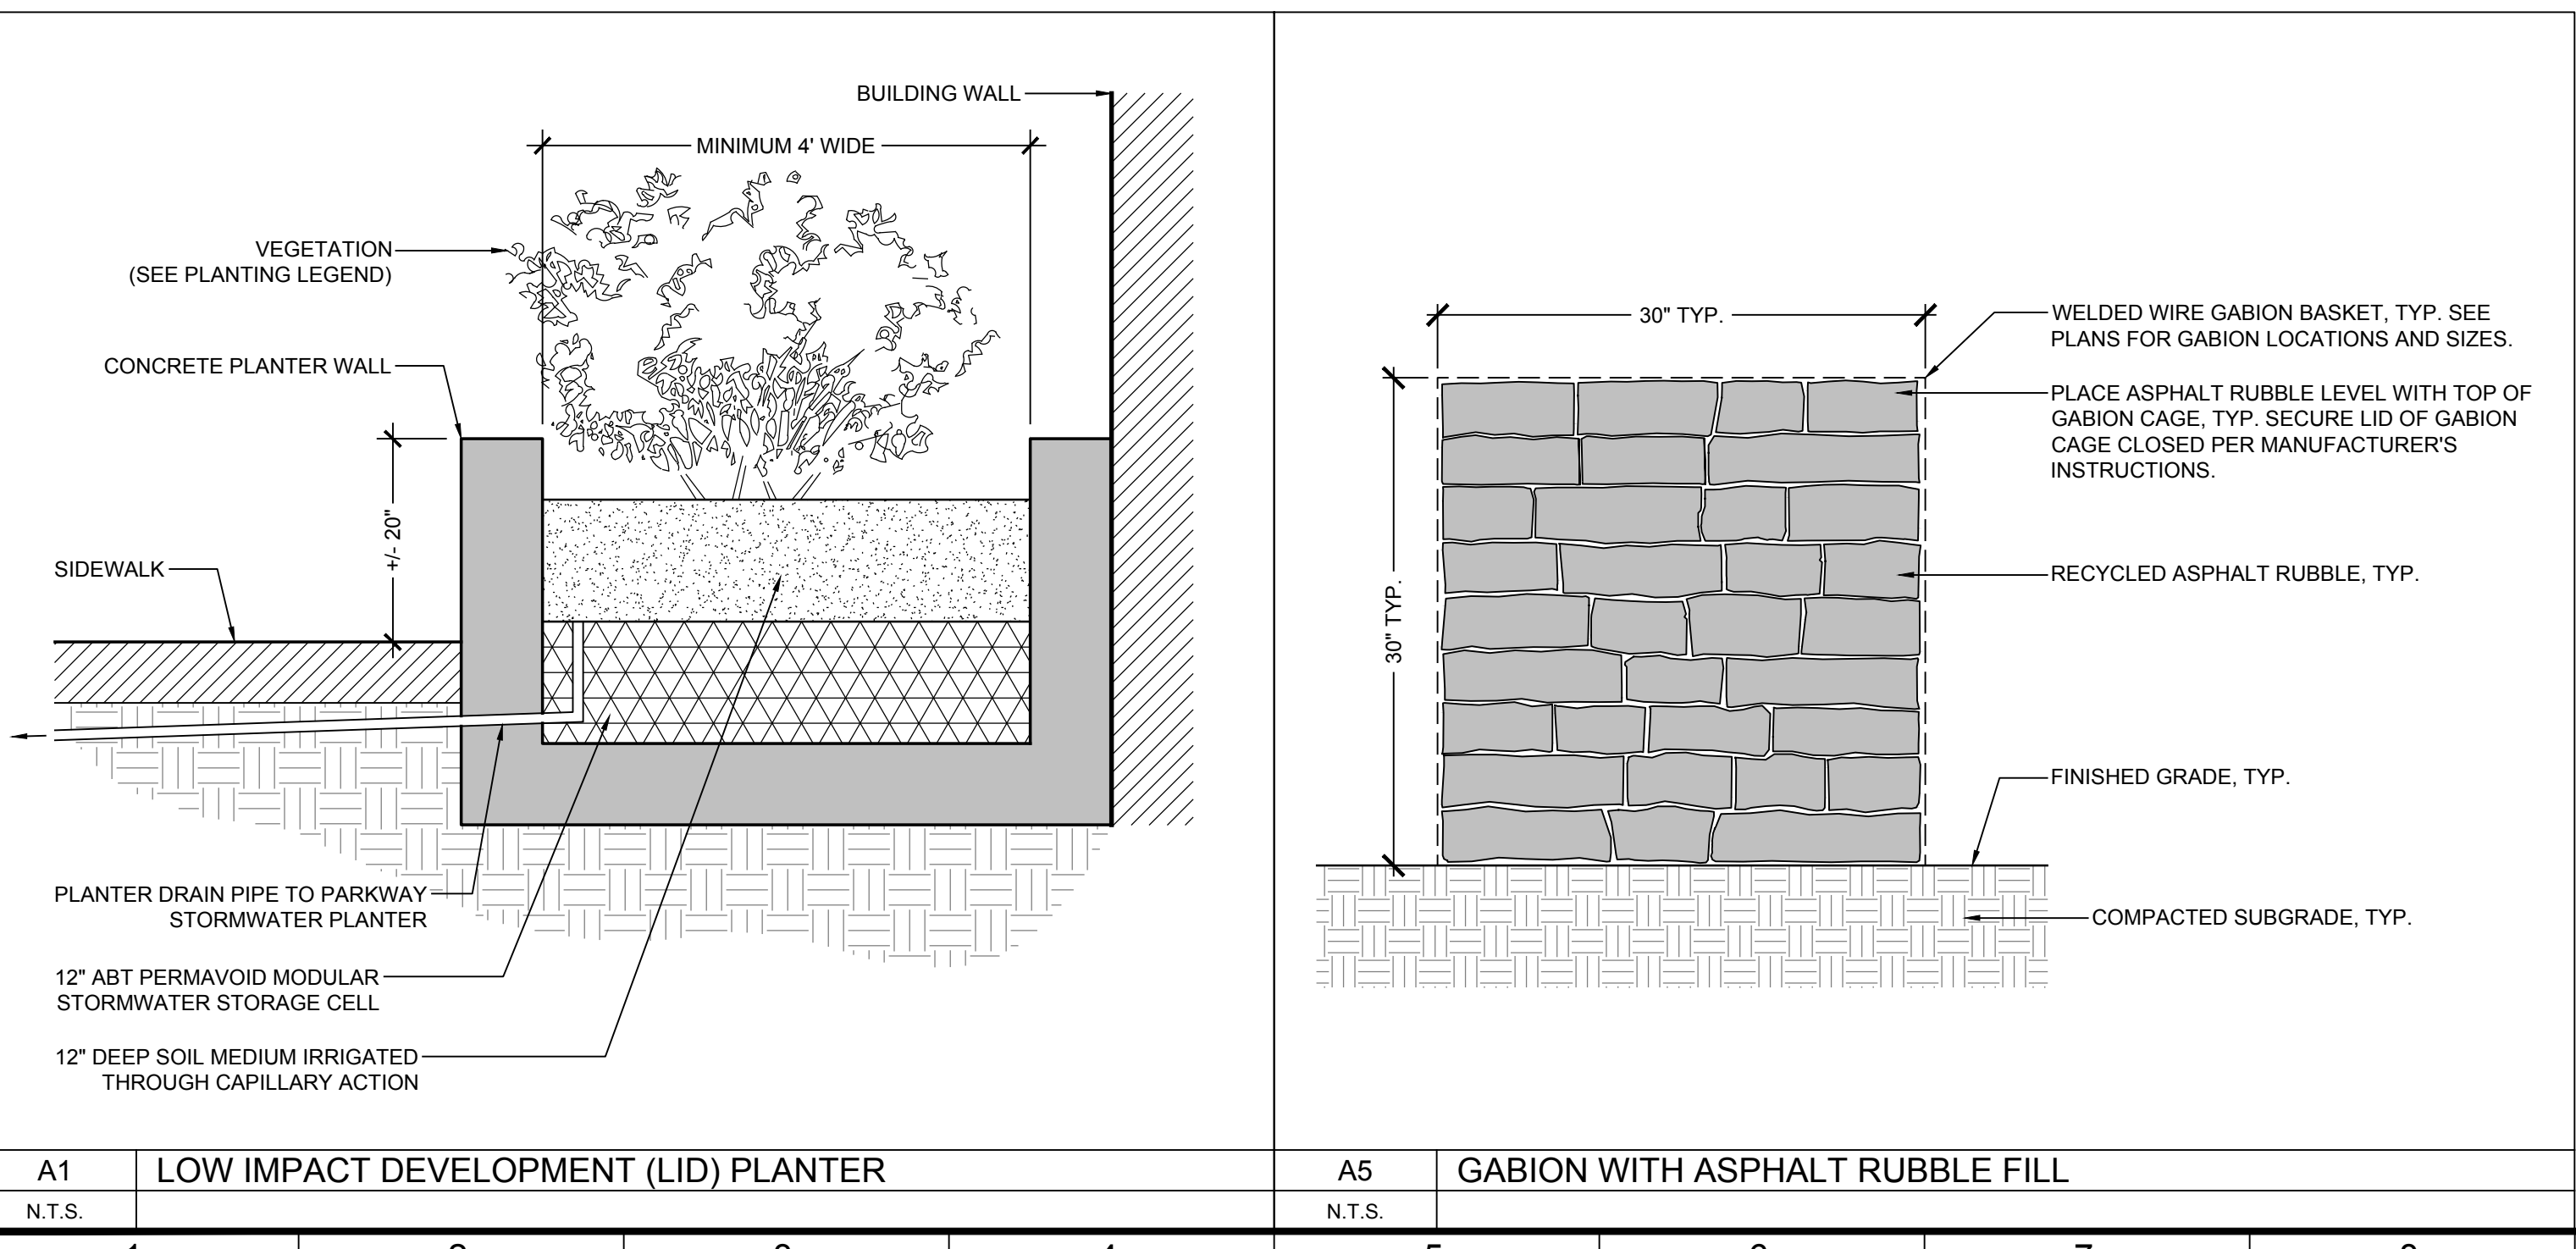 BUILDING WALL
MINIMUM 4' WIDE
VEGETATION
(SEE PLANTING LEGEND)
CONCRETE PLANTER WALL
+/- 20"
SIDEWALK
PLANTER DRAIN PIPE TO PARKWAY
STORMWATER PLANTER
12" ABT PERMAVOID MODULAR
STORMWATER STORAGE CELL
12" DEEP SOIL MEDIUM IRRIGATED
THROUGH CAPILLARY ACTION
A1
LOW IMPACT DEVELOPMENT (LID) PLANTER
N.T.S.
30" TYP.
WELDED WIRE GABION BASKET, TYP. SEE
PLANS FOR GABION LOCATIONS AND SIZES.
PLACE ASPHALT RUBBLE LEVEL WITH TOP OF
GABION CAGE, TYP. SECURE LID OF GABION
CAGE CLOSED PER MANUFACTURER'S
INSTRUCTIONS.
30" TYP.
RECYCLED ASPHALT RUBBLE, TYP.
FINISHED GRADE, TYP.
COMPACTED SUBGRADE, TYP.
A5
GABION WITH ASPHALT RUBBLE FILL
N.T.S.